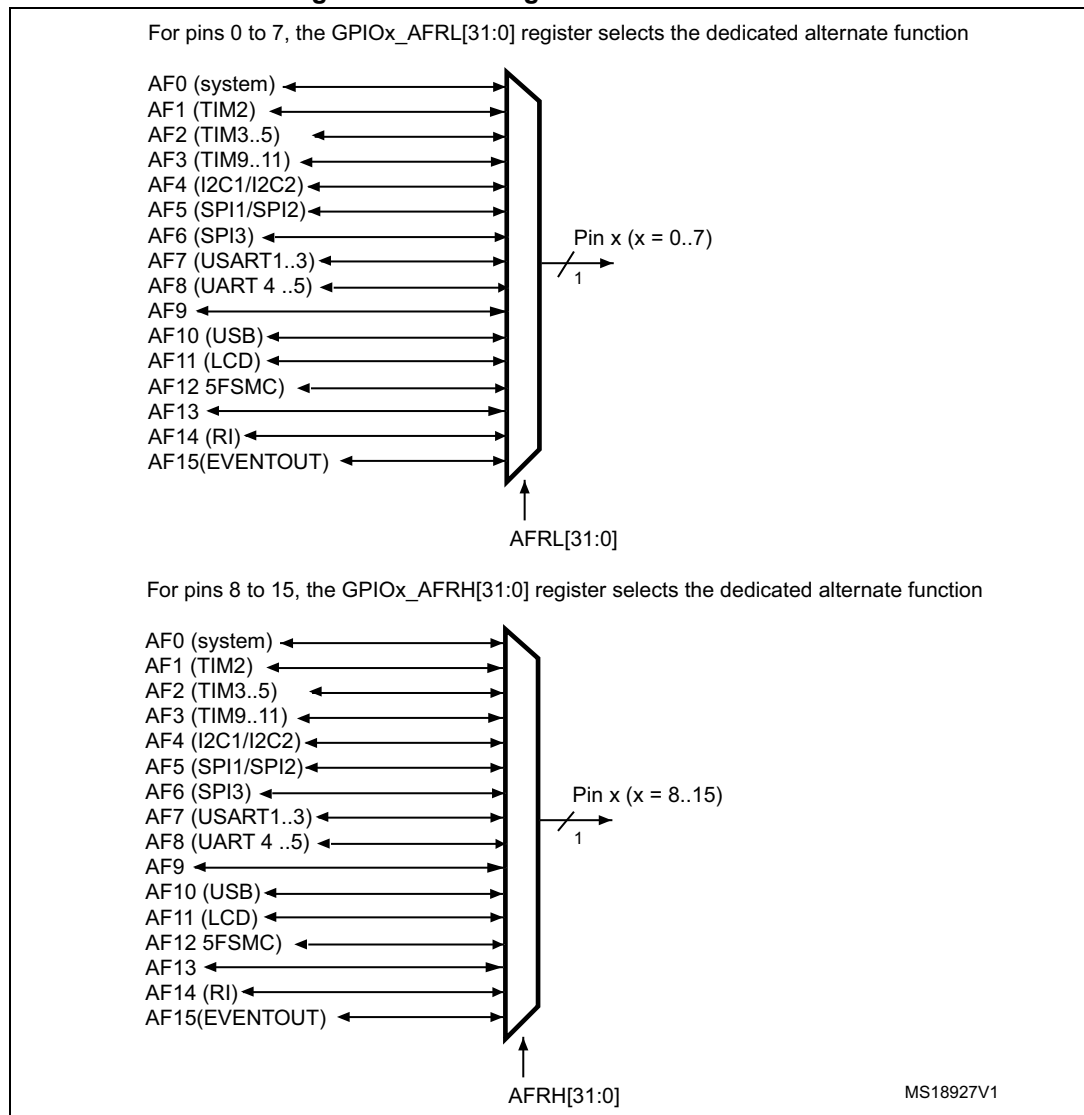 For pins 0 to 7, the GPIOx_AFRL[31:0] register selects the dedicated alternate function
AF0 (system)
AF1 (TIM2)
AF2 (TIM3..5)
AF3 (TIM9..11)
AF4 (I2C1/I2C2)
AF5 (SPI1/SPI2)
AF6 (SPI3)
AF7 (USART1..3)
AF8 (UART 4 ..5)
AF9
AF10 (USB)
AF11 (LCD)
AF12 5FSMC)
AF13
AF14 (RI)
AF15(EVENTOUT)
Pin x (x = 0..7)
1
AFRL[31:0]
For pins 8 to 15, the GPIOx_AFRH[31:0] register selects the dedicated alternate function
AF0 (system)
AF1 (TIM2)
AF2 (TIM3..5)
AF3 (TIM9..11)
AF4 (I2C1/I2C2)
AF5 (SPI1/SPI2)
AF6 (SPI3)
AF7 (USART1..3)
AF8 (UART 4 ..5)
AF9
AF10 (USB)
AF11 (LCD)
AF12 5FSMC)
AF13
AF14 (RI)
AF15(EVENTOUT)
Pin x (x = 8..15)
1
AFRH[31:0]
MS18927V1